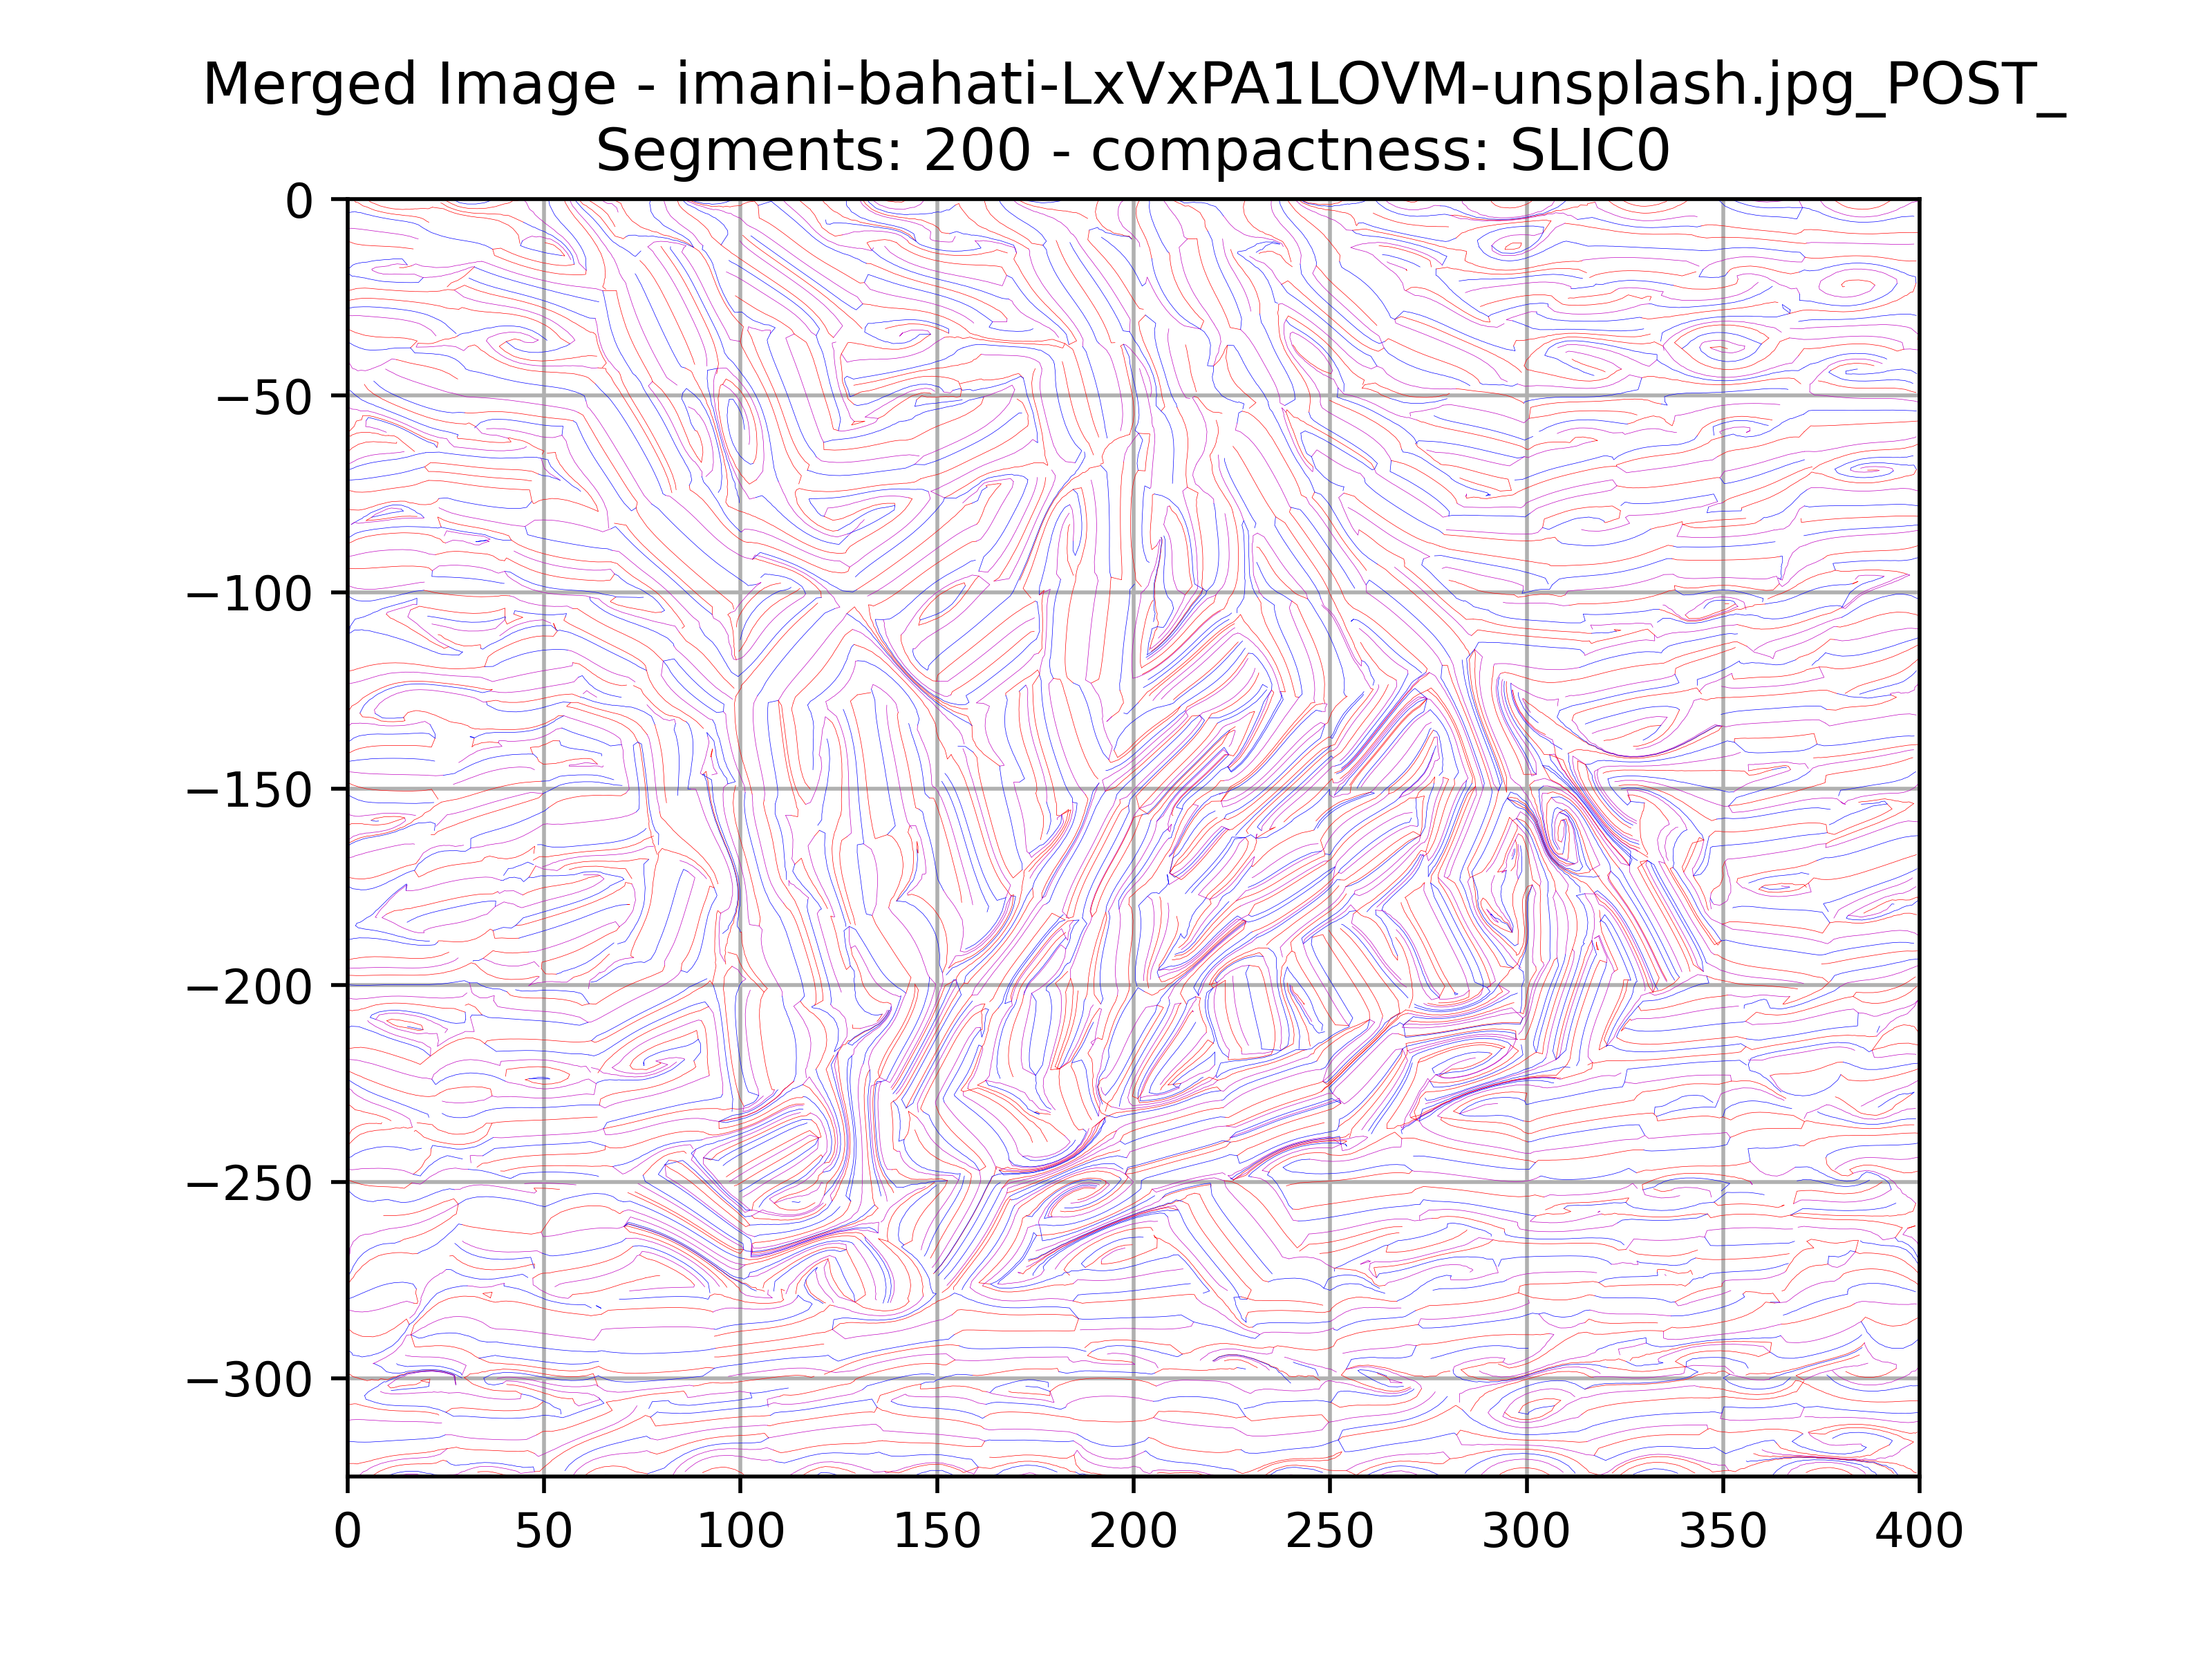 Merged Image - imani-bahati-LxVxPA1LOVM-unsplash.jpg_POST_
Segments: 200 - compactness: SLIC0
0
−50
−100
−150
−200
−250
−300
0 50 100 150 200 250 300 350 400